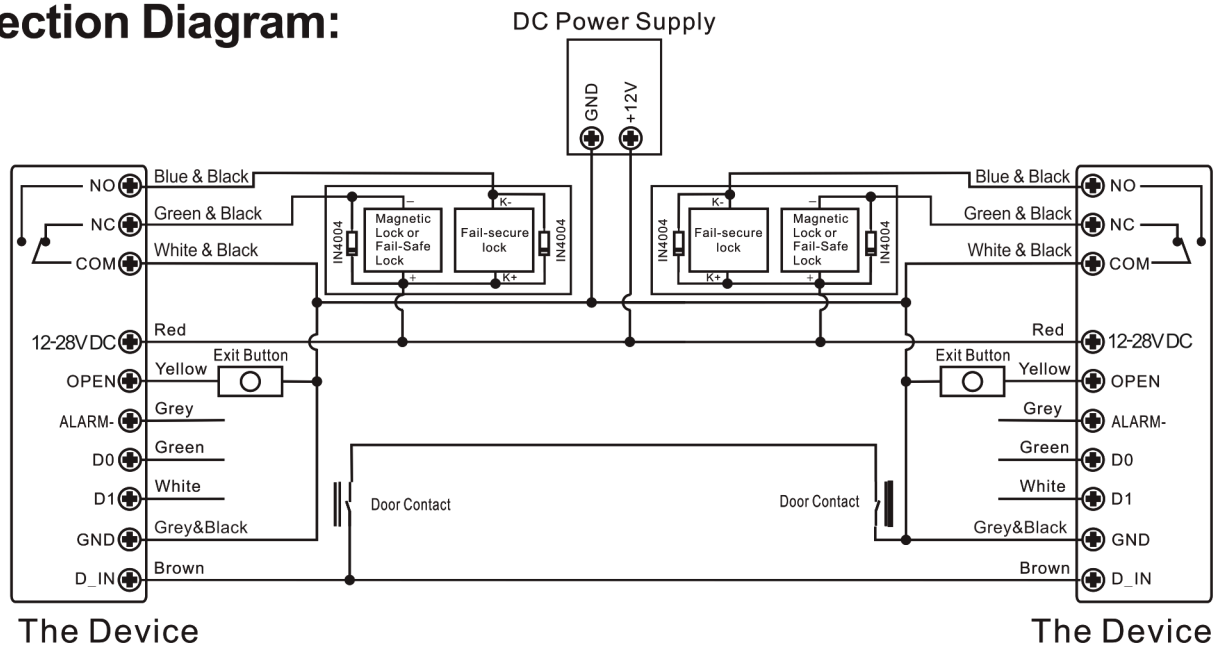 ection Diagram:
DC Power Supply
GND
+12V
NO
Blue & Black
NC
Green & Black
COM
White & Black
12-28V DC
Red
OPEN
Yellow
Exit Button
ALARM-
Grey
D0
Green
D1
White
GND
Grey&Black
D_IN
Brown
The Device
IN4004
–
Magnetic
Lock or
Fail-Safe
Lock
+
K-
Fail-secure
lock
K+
IN4004
IN4004
K-
Fail-secure
lock
K+
–
Magnetic
Lock or
Fail-Safe
Lock
+
IN4004
Door Contact
Door Contact
Blue & Black
NO
Green & Black
NC
White & Black
COM
Red
12-28V DC
Exit Button
Yellow
OPEN
Grey
ALARM-
Green
D0
White
D1
Grey&Black
GND
Brown
D_IN
The Device